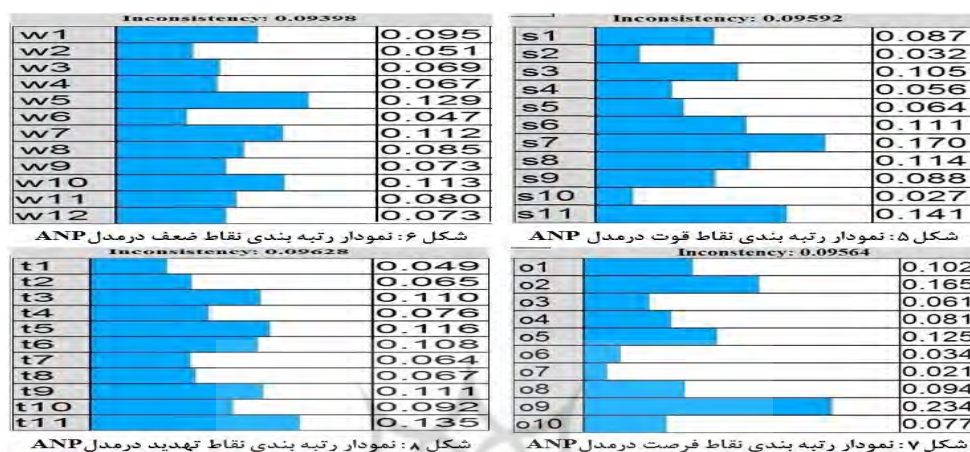 Inconsistency: 0.09398
w1 0.095
w2 0.051
w3 0.069
w4 0.067
w5 0.129
w6 0.047
w7 0.112
w8 0.085
w9 0.073
w10 0.113
w11 0.080
w12 0.073
شکل ۶: نمودار رتبه بندی نقاط ضعف درمدل ANP
Inconsistency: 0.09592
s1 0.087
s2 0.032
s3 0.105
s4 0.056
s5 0.064
s6 0.111
s7 0.170
s8 0.114
s9 0.088
s10 0.027
s11 0.141
شکل ۵: نمودار رتبه بندی نقاط قوت درمدل ANP
Inconsistency: 0.09628
t1 0.049
t2 0.065
t3 0.110
t4 0.076
t5 0.116
t6 0.108
t7 0.064
t8 0.067
t9 0.111
t10 0.092
t11 0.135
شکل ۸: نمودار رتبه بندی نقاط تهدید درمدل ANP
Inconstency: 0.09564
o1 0.102
o2 0.165
o3 0.061
o4 0.081
o5 0.125
o6 0.034
o7 0.021
o8 0.094
o9 0.234
o10 0.077
شکل ۷: نمودار رتبه بندی نقاط فرصت درمدل ANP